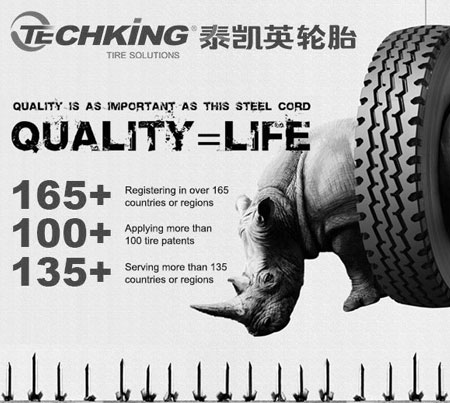 TECHKING® 泰凯英轮胎
TIRE SOLUTIONS
QUALITY IS AS IMPORTANT AS THIS STEEL CORD
QUALITY=LIFE
165+ Registering in over 165
countries or regions
100+ Applying more than
100 tire patents
135+ Serving more than 135
countries or regions